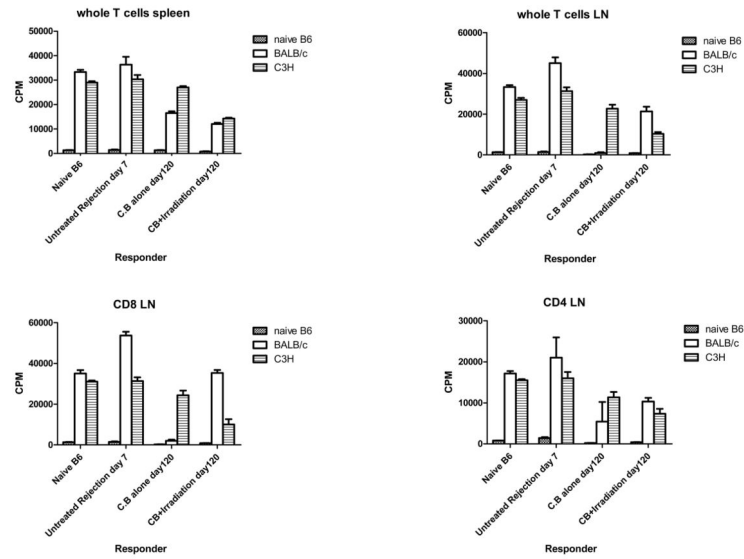 whole T cells spleen
50000
40000
30000
20000
10000
0
CPM
naive B6
BALB/c
C3H
Naive B6
Untreated Rejection day 7
C.B alone day120
CB+Irradiation day120
Responder
whole T cells LN
60000
40000
20000
0
CPM
naive B6
BALB/c
C3H
Naive B6
Untreated Rejection day 7
C.B alone day120
CB+Irradiation day120
Responder
CD8 LN
60000
40000
20000
0
CPM
naive B6
BALB/c
C3H
Naive B6
Untreated Rejection day 7
C.B alone day120
CB+Irradiation day120
Responder
CD4 LN
30000
20000
10000
0
CPM
naive B6
BALB/c
C3H
Naive B6
Untreated Rejection day 7
C.B alone day120
CB+Irradiation day120
Responder